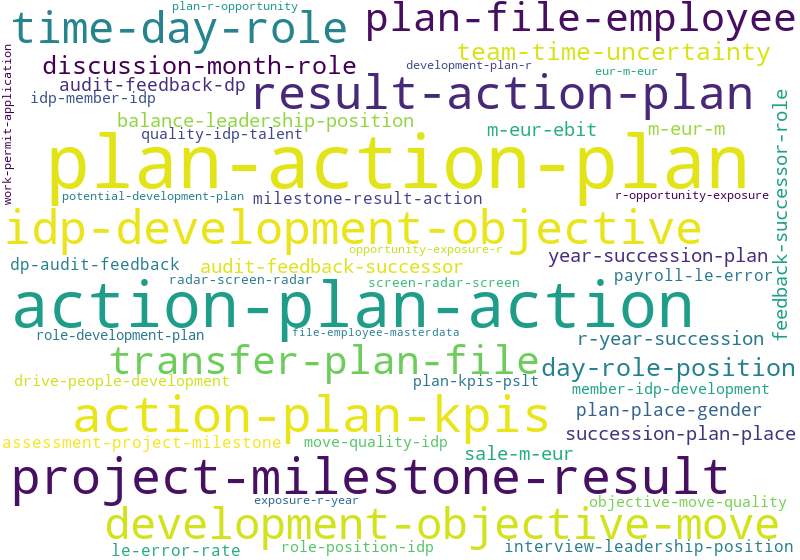 plan-r-opportunity
time-day-role
plan-file-employee
team-time-uncertainty
discussion-month-role
development-plan-r
eur-m-eur
audit-feedback-dp
result-action-plan
idp-member-idp
balance-leadership-position
quality-idp-talent
m-eur-ebit
m-eur-m
work-permit-application
feedback-successor-role
plan-action-plan
potential-development-plan
milestone-result-action
r-opportunity-exposure
idp-development-objective
opportunity-exposure-r
year-succession-plan
dp-audit-feedback
audit-feedback-successor
payroll-le-error
radar-screen-radar
screen-radar-screen
action-plan-action
role-development-plan
file-employee-masterdata
r-year-succession
transfer-plan-file
day-role-position
drive-people-development
plan-kpis-pslt
member-idp-development
action-plan-kpis
plan-place-gender
succession-plan-place
assessment-project-milestone
move-quality-idp
sale-m-eur
project-milestone-result
exposure-r-year
objective-move-quality
development-objective-move
le-error-rate
role-position-idp
interview-leadership-position